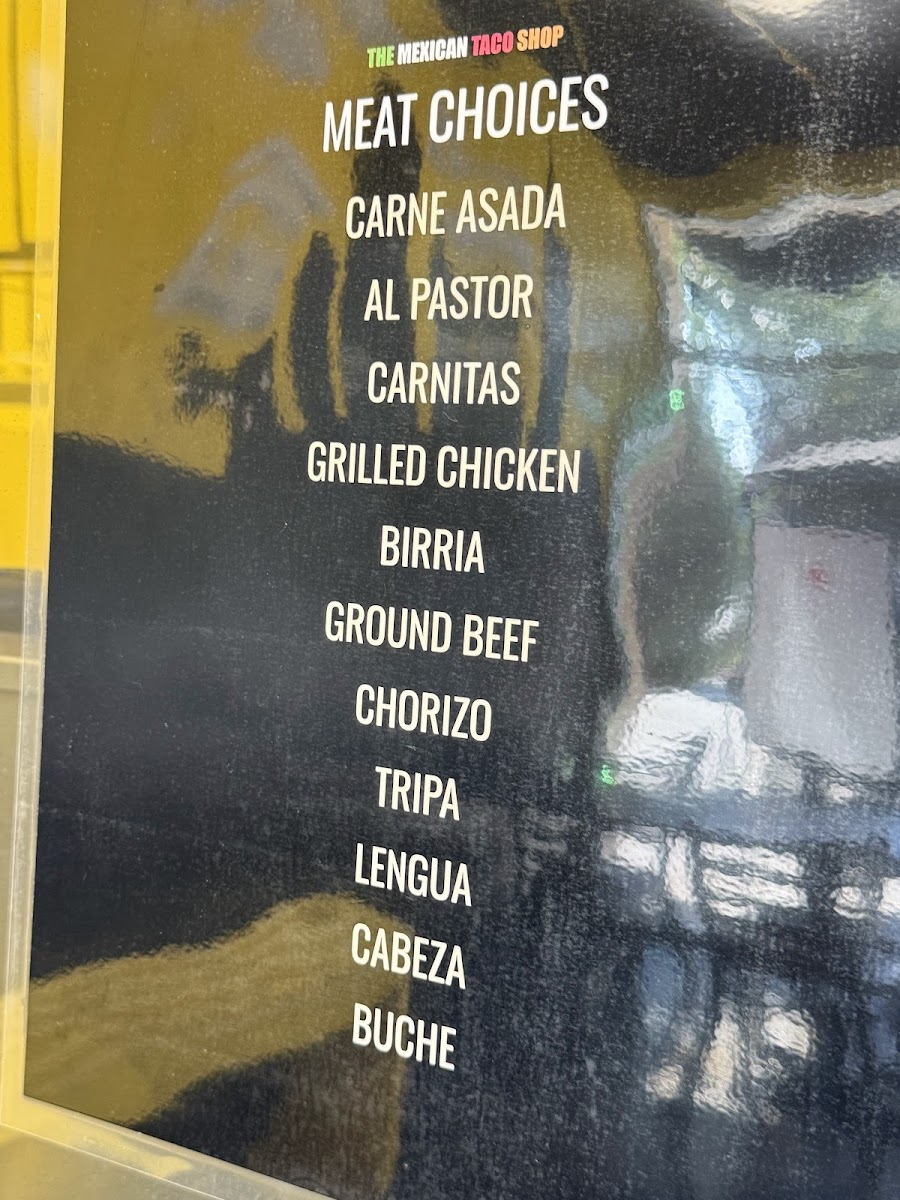 THE MEXICAN TACO SHOP
MEAT CHOICES
CARNE ASADA
AL PASTOR
CARNITAS
GRILLED CHICKEN
BIRRIA
GROUND BEEF
CHORIZO
TRIPA
LENGUA
CABEZA
BUCHE